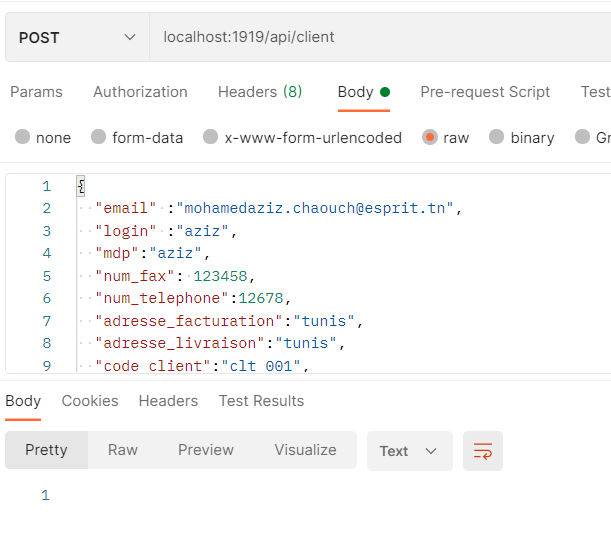 POST localhost:1919/api/client
Params Authorization Headers (8) Body Pre-request Script Test
none form-data x-www-form-urlencoded raw binary Gr
1 {
2 "email" :"mohamedaziz.chaouch@esprit.tn",
3 "login" :"aziz",
4 "mdp":"aziz",
5 "num_fax": 123458,
6 "num_telephone":12678,
7 "adresse_facturation":"tunis",
8 "adresse_livraison":"tunis",
9 "code_client":"clt_001",
Body Cookies Headers Test Results
Pretty Raw Preview Visualize Text
1